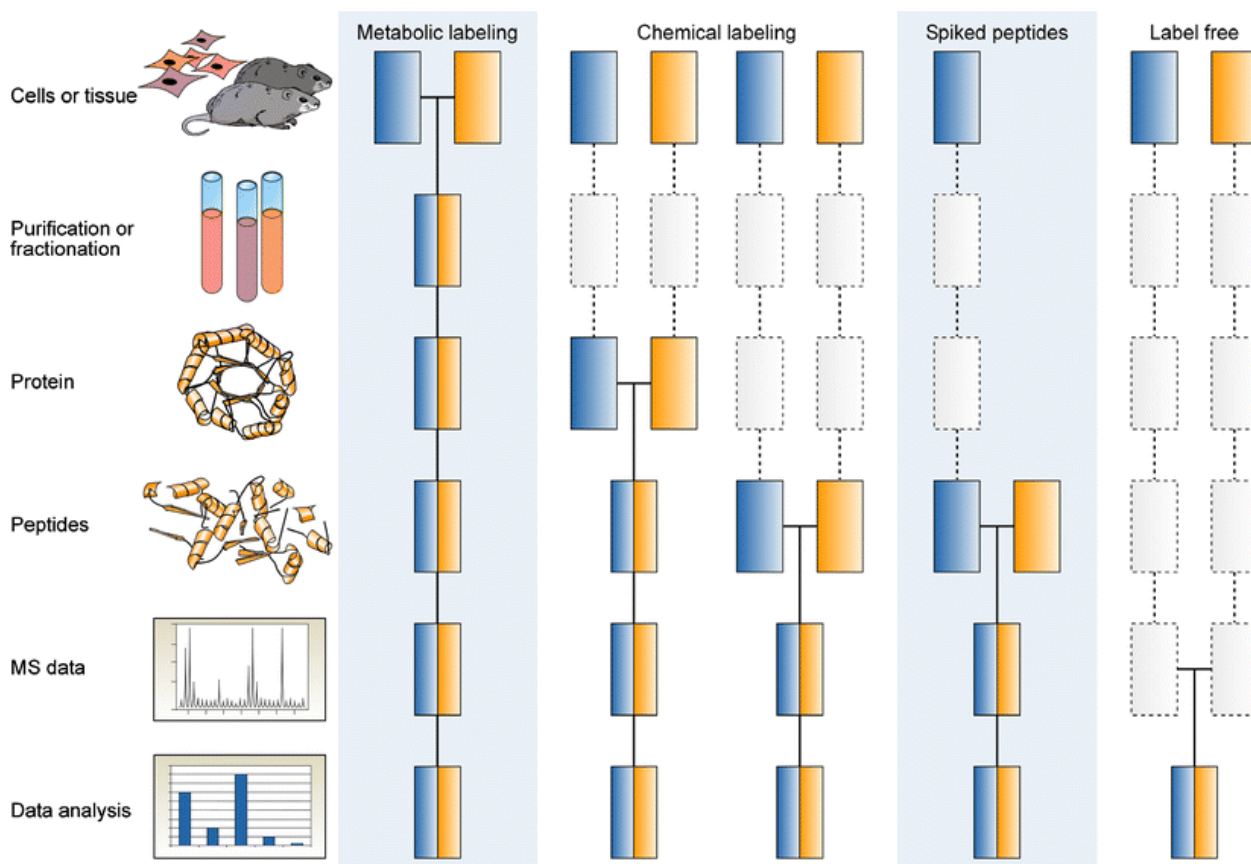 Metabolic labeling
Chemical labeling
Spiked peptides
Label free
Cells or tissue
Purification or
fractionation
Protein
Peptides
MS data
Data analysis